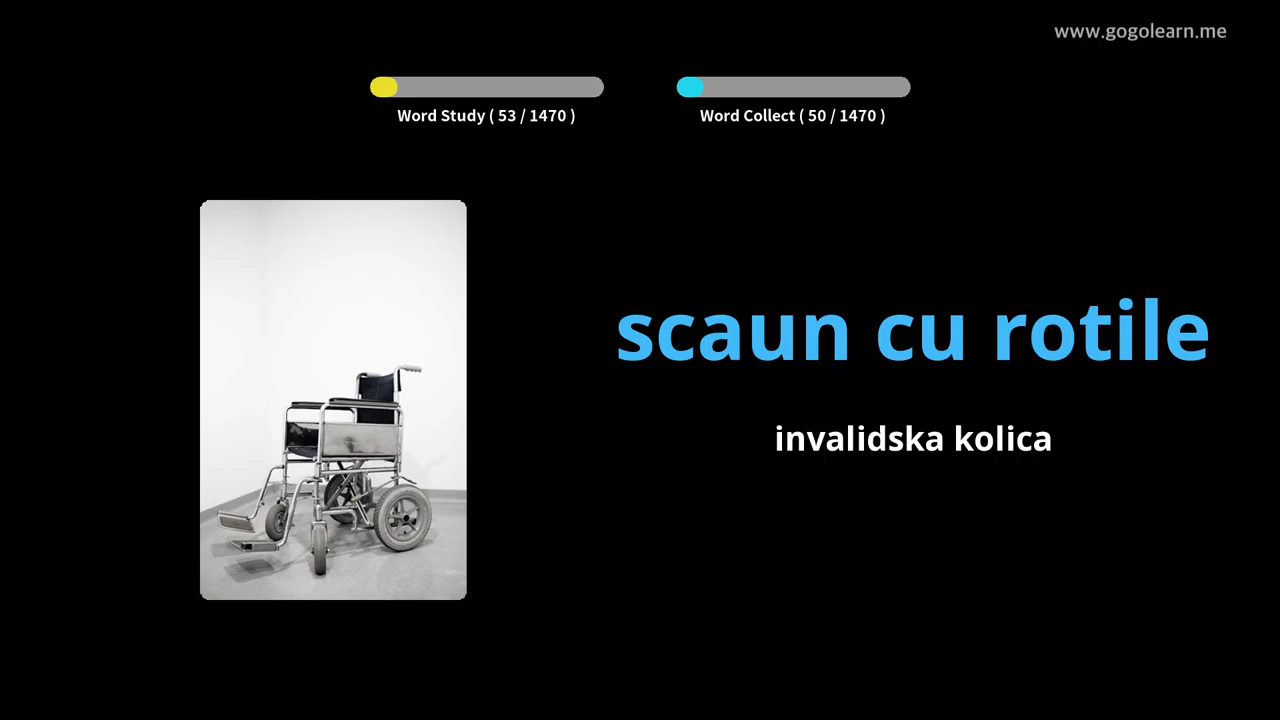 www.gogolearn.me
Word Study ( 53 / 1470 )
Word Collect ( 50 / 1470 )
scaun cu rotile
invalidska kolica